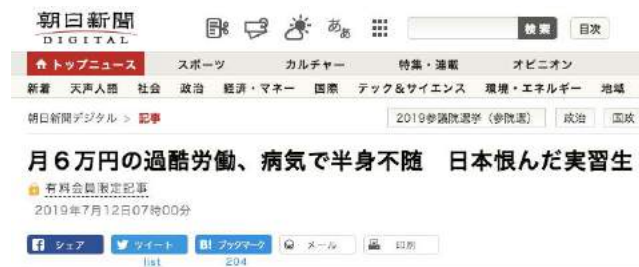 朝日新聞
DIGITAL
あぁあ
検索
目次
トップニュース スポーツ カルチャー 特集・連載 オピニオン
新着 天声人語 社会 政治 経済・マネー 国際 テック&サイエンス 環境・エネルギー 地域
朝日新聞デジタル > 記事
2019参議院選挙(参院選) 政治 国政
月6万円の過酷労働、病気で半身不随 日本恨んだ実習生
有料会員限定記事
2019年7月12日07時00分
シェア ツイート ブックマーク メール 印刷
list 204